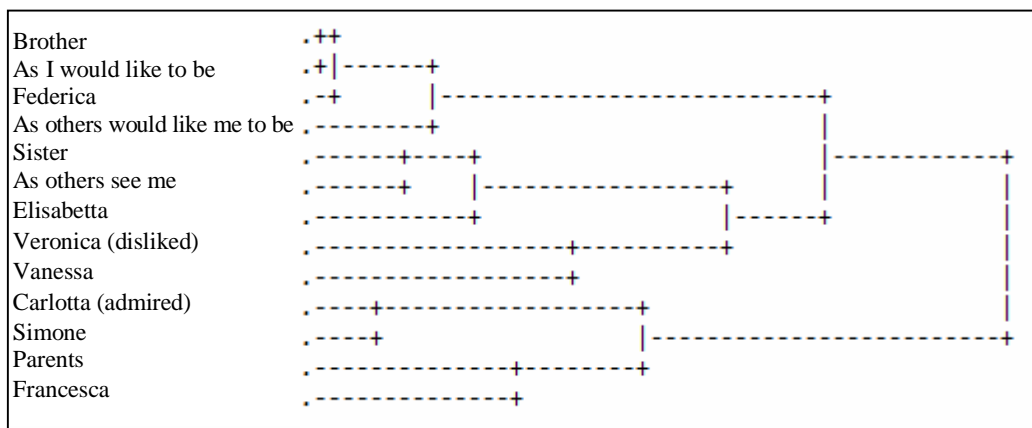 Brother
As I would like to be
Federica
As others would like me to be
Sister
As others see me
Elisabetta
Veronica (disliked)
Vanessa
Carlotta (admired)
Simone
Parents
Francesca